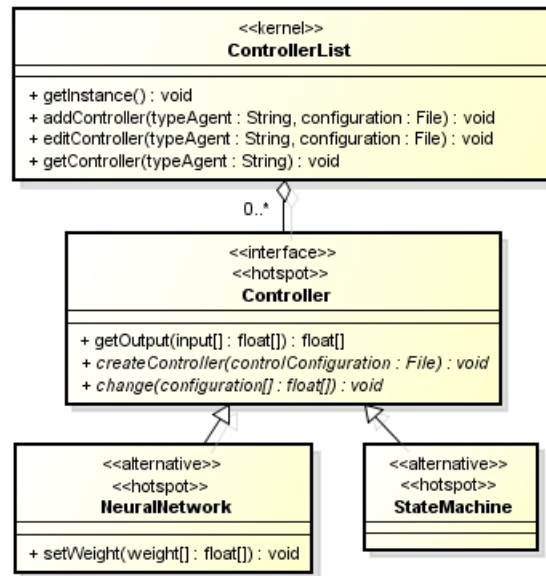 <<kernel>>
ControllerList
+ getInstance() : void
+ addController(typeAgent : String, configuration : File) : void
+ editController(typeAgent : String, configuration : File) : void
+ getController(typeAgent : String) : void
0..*
<<interface>>
<<hotspot>>
Controller
+ getOutput(input[] : float[]) : float[]
+ createController(controlConfiguration : File) : void
+ change(configuration[] : float[]) : void
<<alternative>>
<<hotspot>>
NeuralNetwork
+ setWeight(weight[] : float[]) : void
<<alternative>>
<<hotspot>>
StateMachine